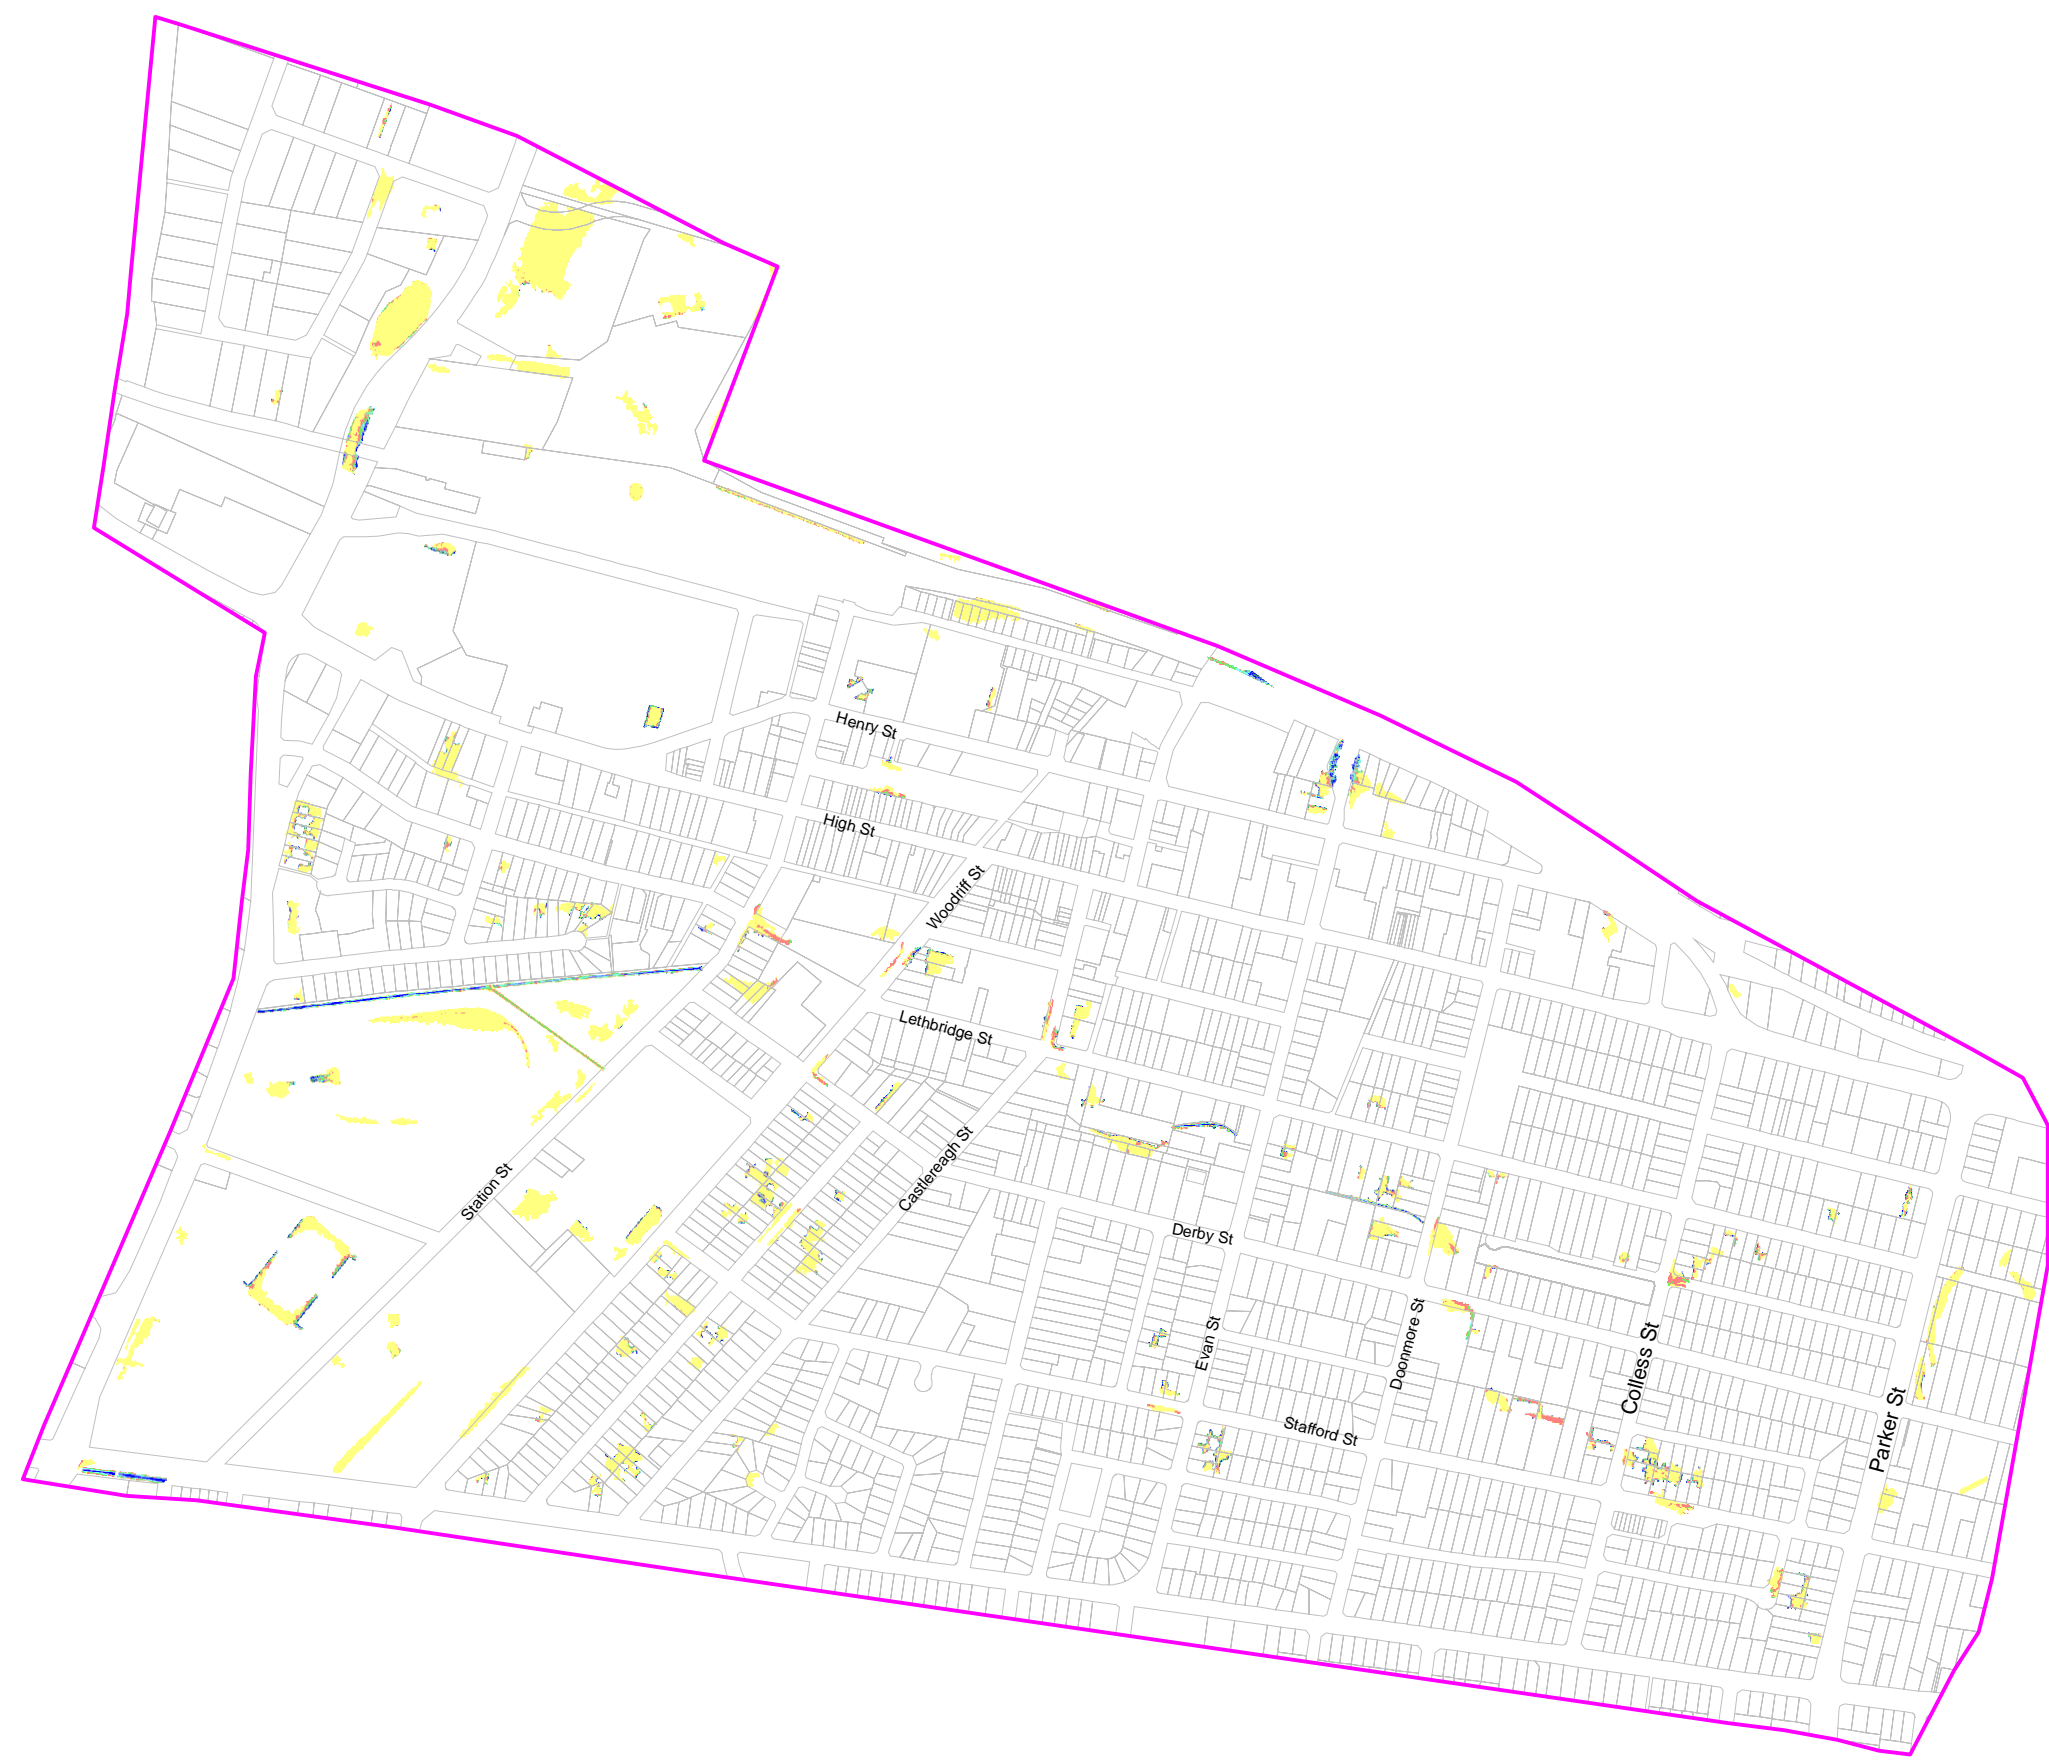 Henry St
High St
Woodriff St
Lethbridge St
Castlereagh St
Station St
Derby St
Evan St
Doonmore St
Colless St
Parker St
Stafford St